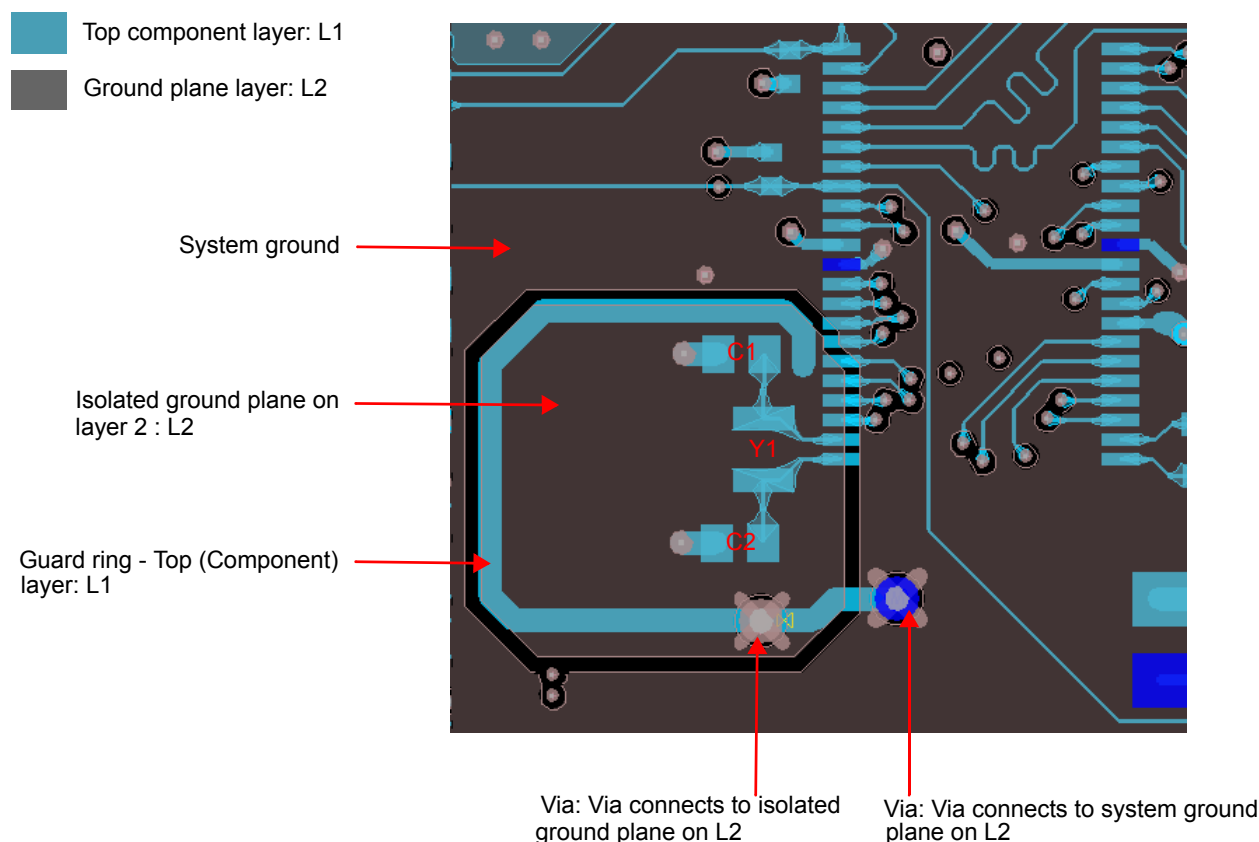 Top component layer: L1
Ground plane layer: L2
System ground
C1
Isolated ground plane on
layer 2 : L2
Y1
C2
Guard ring - Top (Component)
layer: L1
Via: Via connects to isolated
ground plane on L2
Via: Via connects to system ground
plane on L2